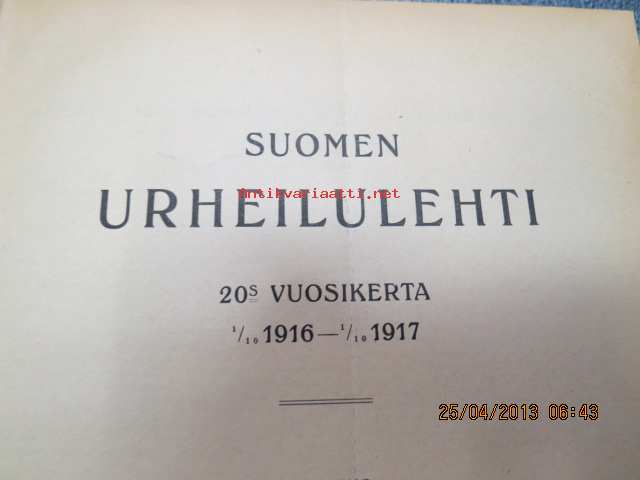 SUOMEN
Antikvariaatti.net
URHEILULEHTI
20s VUOSIKERTA
1/10 1916—1/10 1917
25/04/2013 06:43